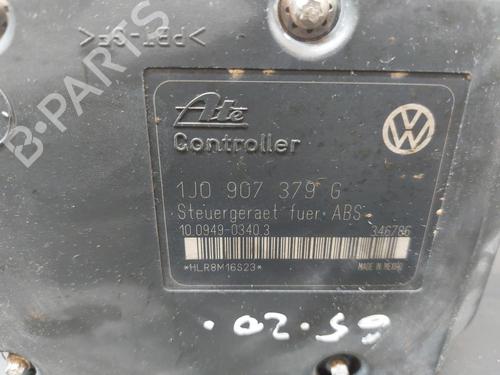 >PBT-GF<
Ate
Controller
1J0 907 379 G
Steuergeraet fuer ABS
10.0949-0340.3 346786
*HLR8M16S23* MADE IN MEXICO
B-PARTS